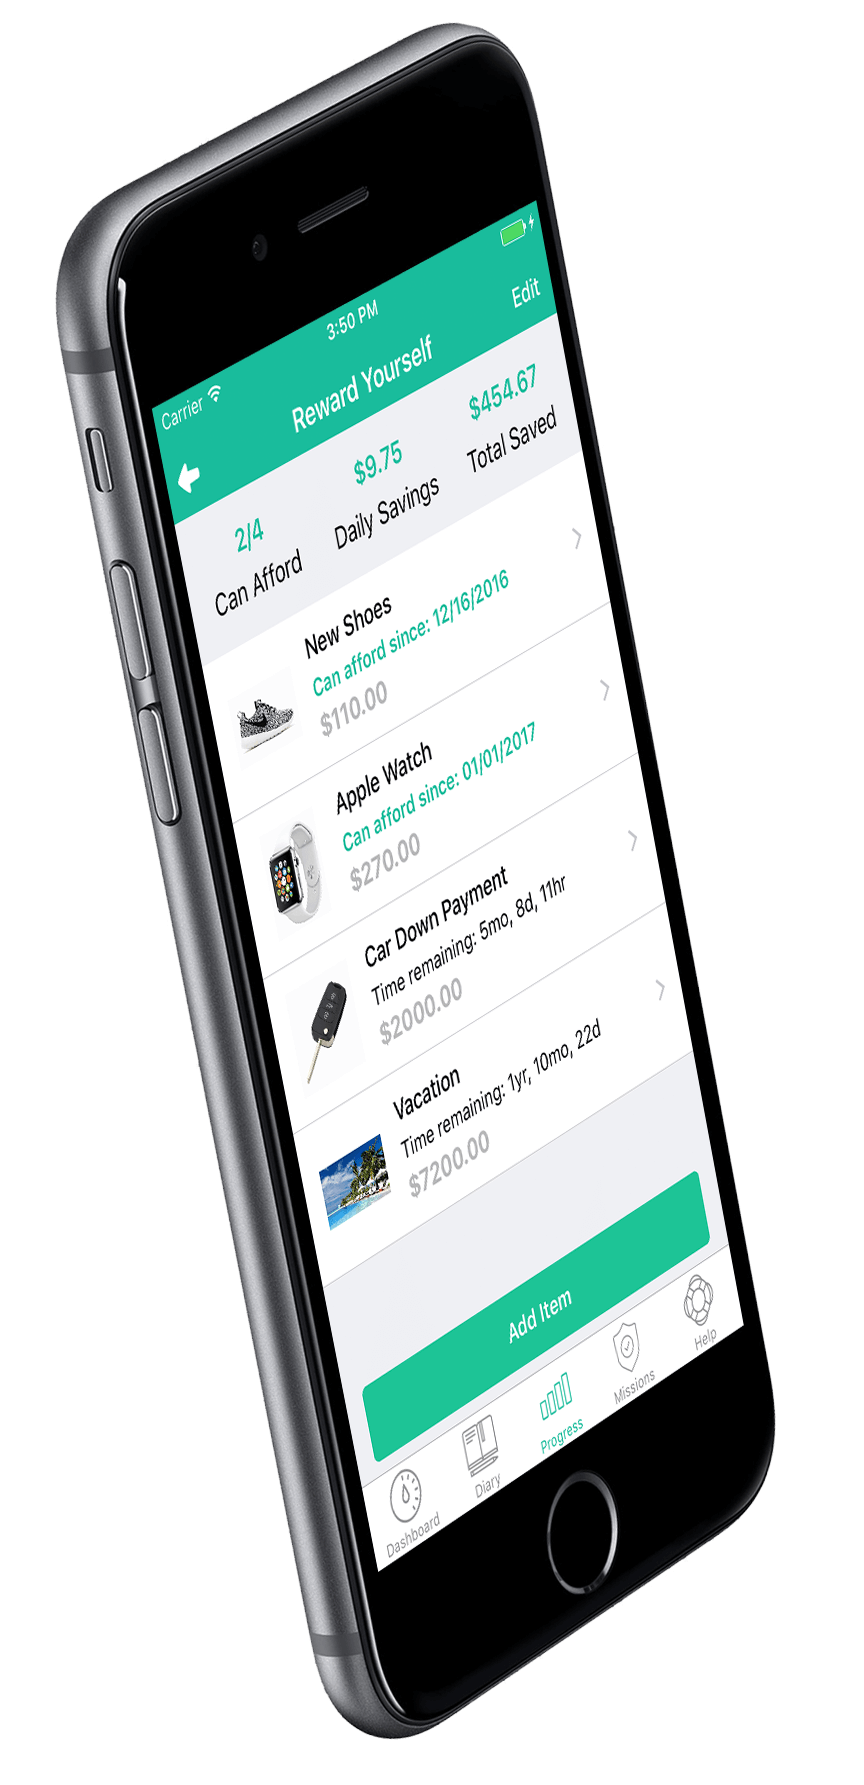 Carrier
3:50 PM
Reward Yourself
Edit
2/4
Can Afford
$9.75
Daily Savings
$454.67
Total Saved
New Shoes
Can afford since: 12/16/2016
$110.00
Apple Watch
Can afford since: 01/01/2017
$270.00
Car Down Payment
Time remaining: 5mo, 8d, 11hr
$2000.00
Vacation
Time remaining: 1yr, 10mo, 22d
$7200.00
Add Item
Dashboard
Diary
Progress
Missions
Help